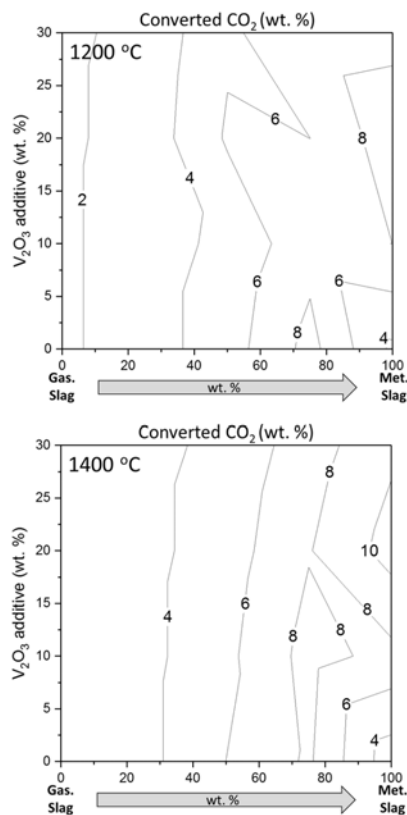 Converted CO₂ (wt. %)
1200 °C
V₂O₃ additive (wt. %)
30
25
20
15
10
5
0
2
4
6
6
8
8
6
4
0 20 40 60 80 100
Gas. Slag
wt. %
Met. Slag
Converted CO₂ (wt. %)
1400 °C
V₂O₃ additive (wt. %)
30
25
20
15
10
5
0
8
10
4
6
8
8
8
6
4
0 20 40 60 80 100
Gas. Slag
wt. %
Met. Slag